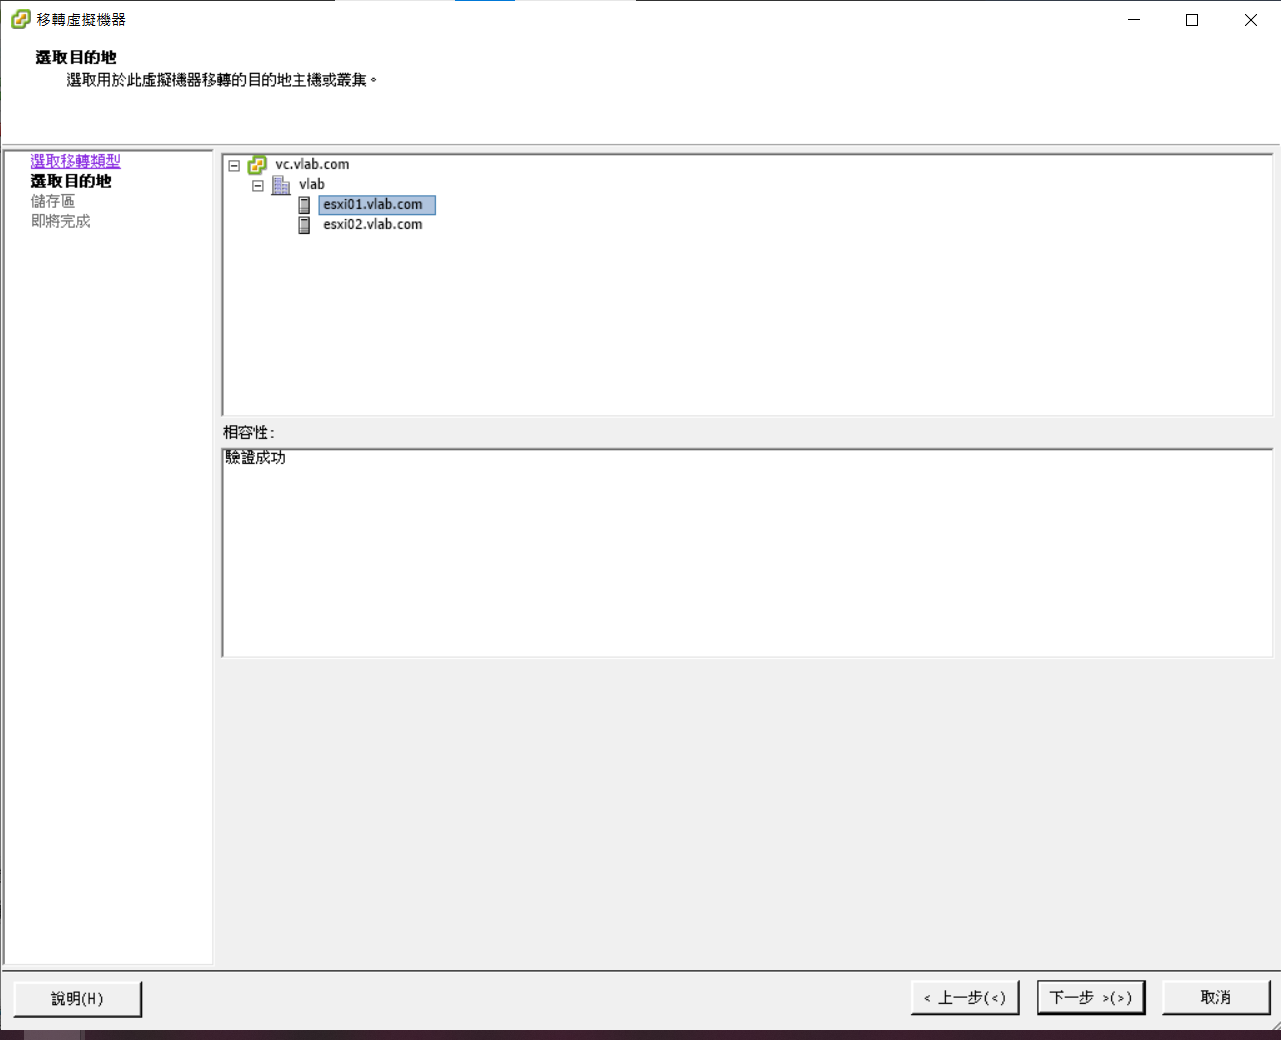 移轉虛擬機器
選取目的地
選取用於此虛擬機器移轉的目的地主機或叢集。
選取移轉類型
選取目的地
儲存區
即將完成
vc.vlab.com
vlab
esxi01.vlab.com
esxi02.vlab.com
相容性:
驗證成功
說明(H)
< 上一步(<)
下一步 >(>)
取消